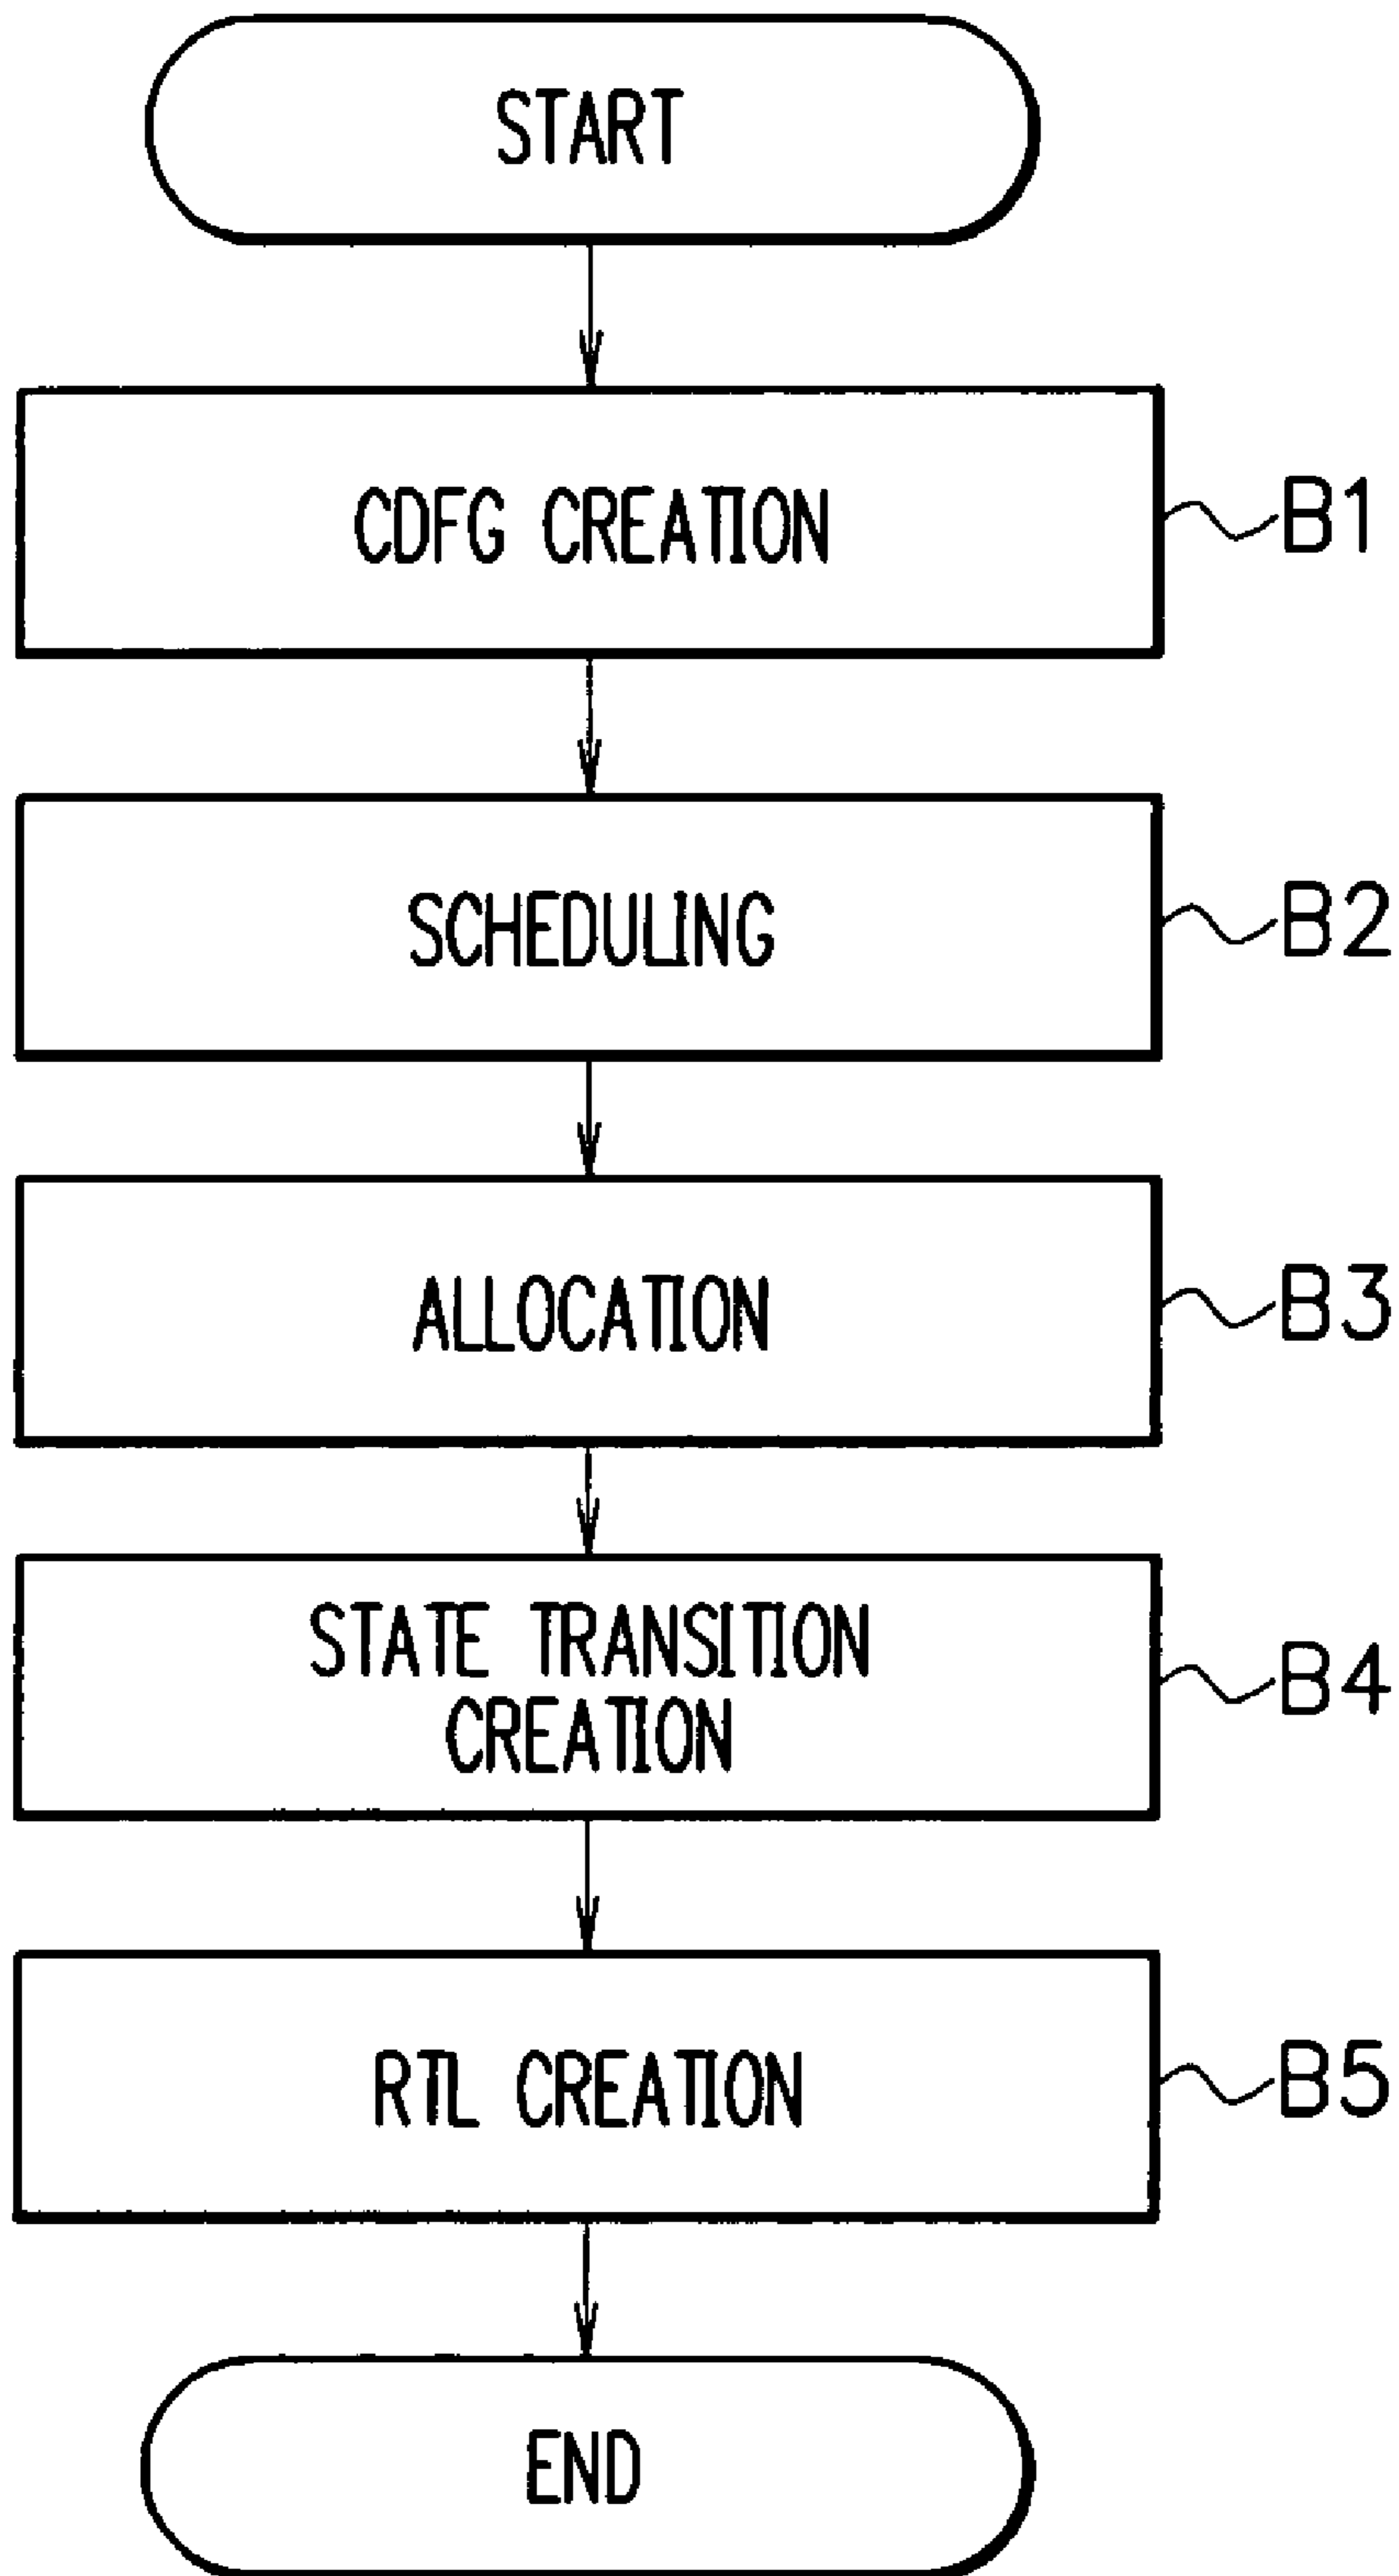 START
CDFG CREATION
B1
SCHEDULING
B2
ALLOCATION
B3
STATE TRANSITION
CREATION
B4
RTL CREATION
B5
END